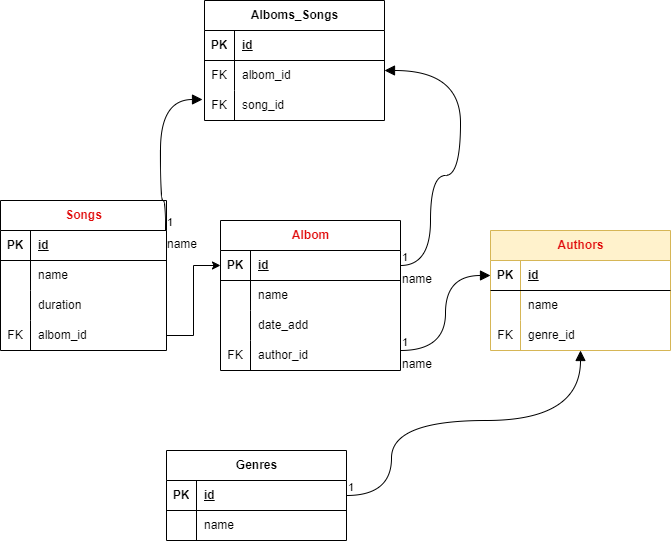 Alboms_Songs
PK id
FK albom_id
FK song_id
Songs
PK id
name
duration
FK albom_id
1
name
Albom
PK id
name
date_add
FK author_id
1
name
1
name
Authors
PK id
name
FK genre_id
Genres
PK id
name
1